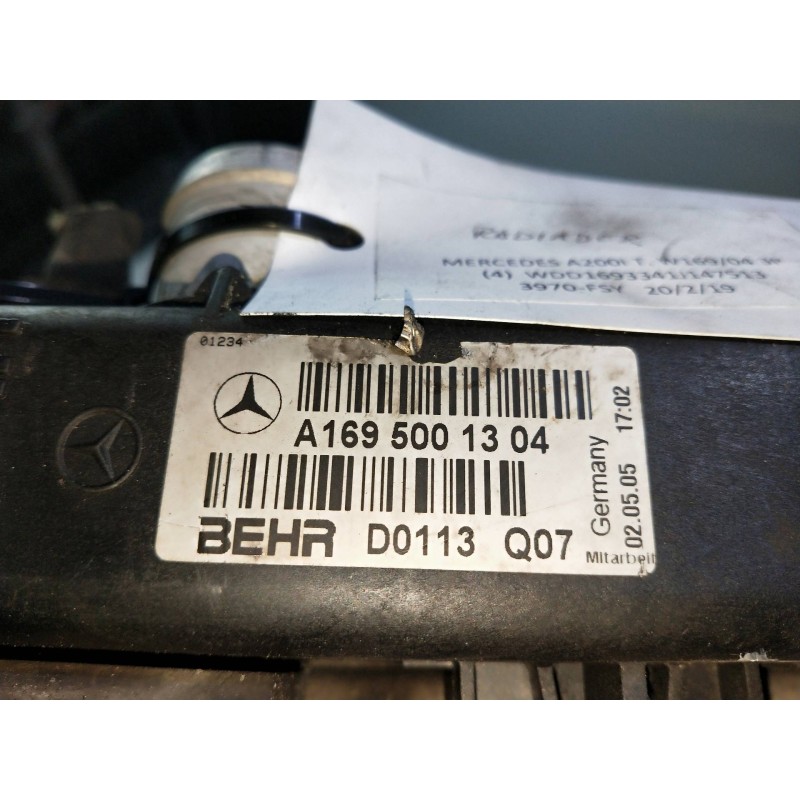 RADIADOR
MERCEDES A200I T. W169/04 3P
(4) WDD1693341J147513
3970-FSY 20/2/19
01234
A169 500 13 04
BEHR D0113 Q07
Germany
02.05.05 17:02
Mitarbeit